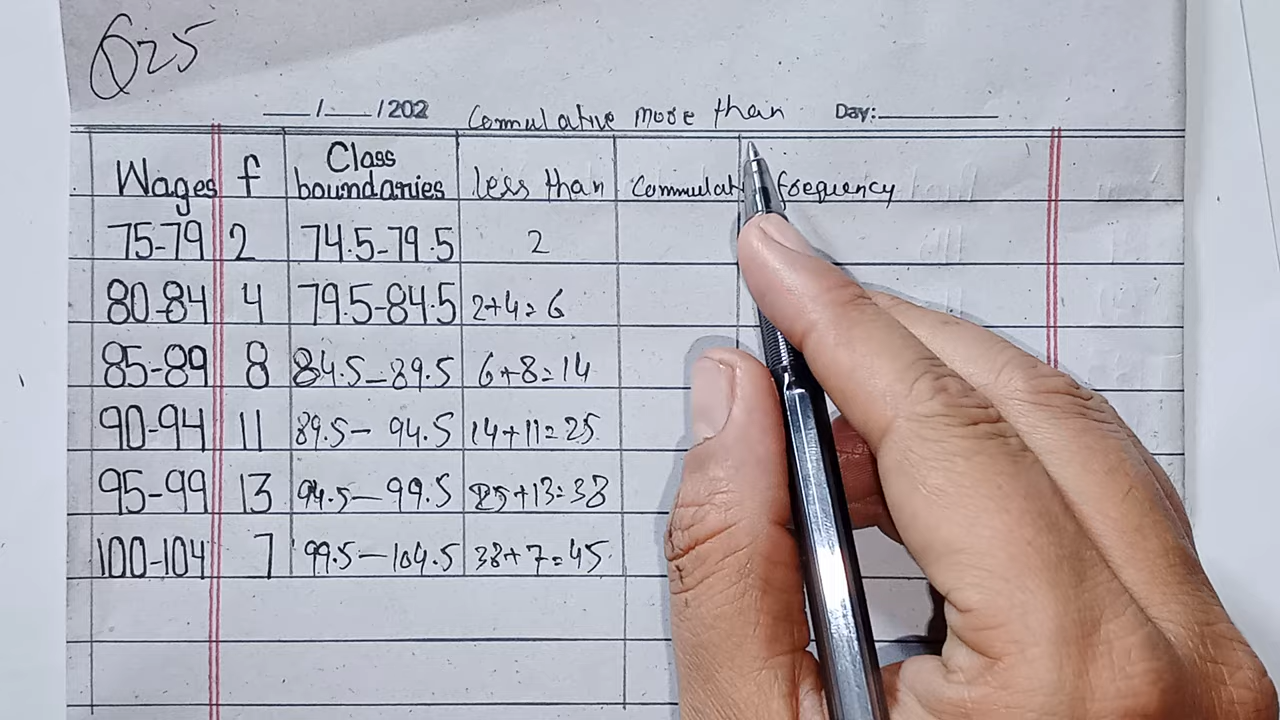 Q25
__/__/202 Commulative more than Day:______
Wages f Class boundaries less than Commulat frequency
75-79 2 74.5-79.5 2
80-84 4 79.5-84.5 2+4=6
85-89 8 84.5-89.5 6+8=14
90-94 11 89.5-94.5 14+11=25
95-99 13 94.5-99.5 25+13=38
100-104 7 99.5-104.5 38+7=45